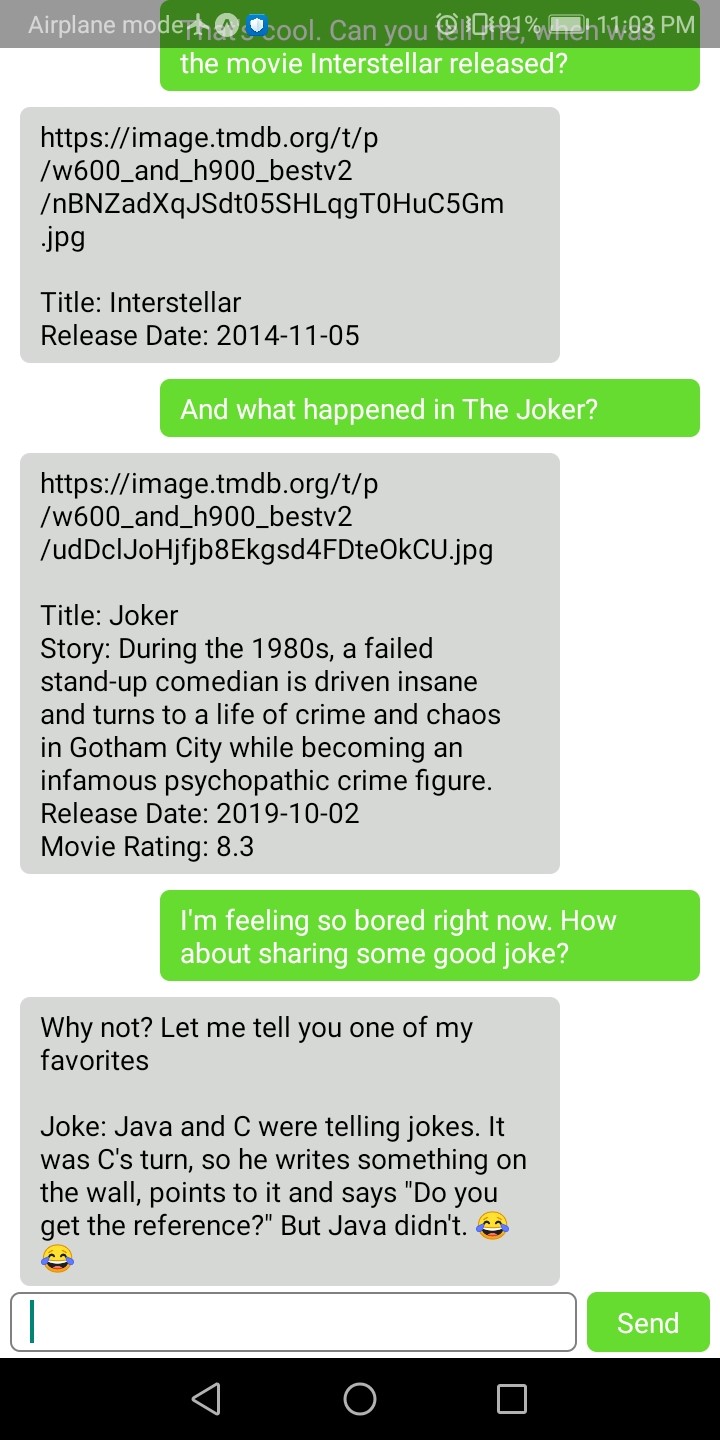 Airplane mode 91% 11:03 PM
That's cool. Can you tell me, when was
the movie Interstellar released?
https://image.tmdb.org/t/p
/w600_and_h900_bestv2
/nBNZadXqJSdt05SHLqgT0HuC5Gm
.jpg
Title: Interstellar
Release Date: 2014-11-05
And what happened in The Joker?
https://image.tmdb.org/t/p
/w600_and_h900_bestv2
/udDclJoHjfjb8Ekgsd4FDteOkCU.jpg
Title: Joker
Story: During the 1980s, a failed
stand-up comedian is driven insane
and turns to a life of crime and chaos
in Gotham City while becoming an
infamous psychopathic crime figure.
Release Date: 2019-10-02
Movie Rating: 8.3
I'm feeling so bored right now. How
about sharing some good joke?
Why not? Let me tell you one of my
favorites
Joke: Java and C were telling jokes. It
was C's turn, so he writes something on
the wall, points to it and says "Do you
get the reference?" But Java didn't. 😂
😂
Send